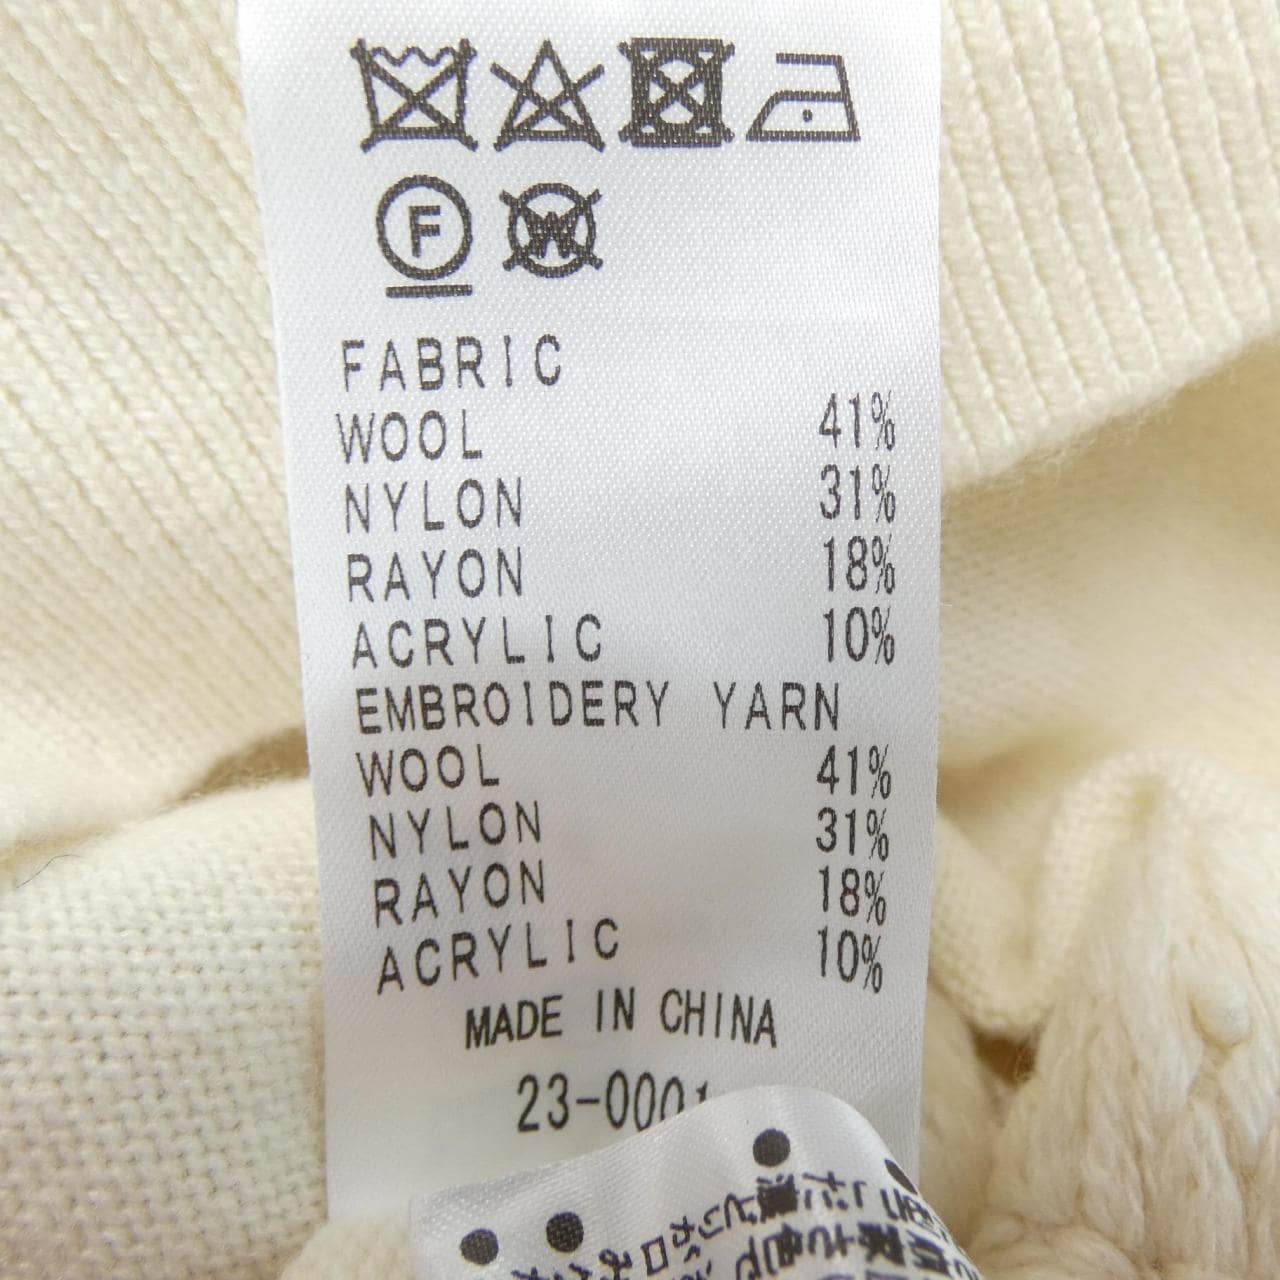 F W
FABRIC
WOOL 41%
NYLON 31%
RAYON 18%
ACRYLIC 10%
EMBROIDERY YARN
WOOL 41%
NYLON 31%
RAYON 18%
ACRYLIC 10%
MADE IN CHINA
23-0001